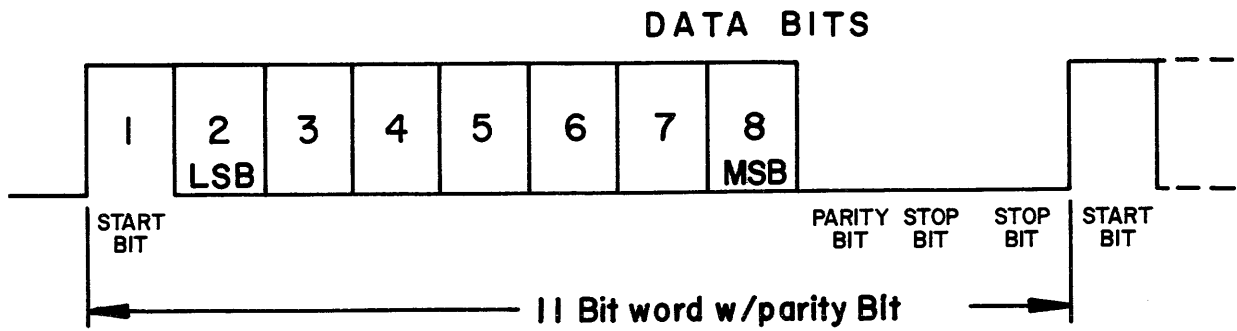 DATA BITS
1 2 3 4 5 6 7 8
LSB MSB
START BIT PARITY BIT STOP BIT STOP BIT START BIT
11 Bit word w/parity Bit